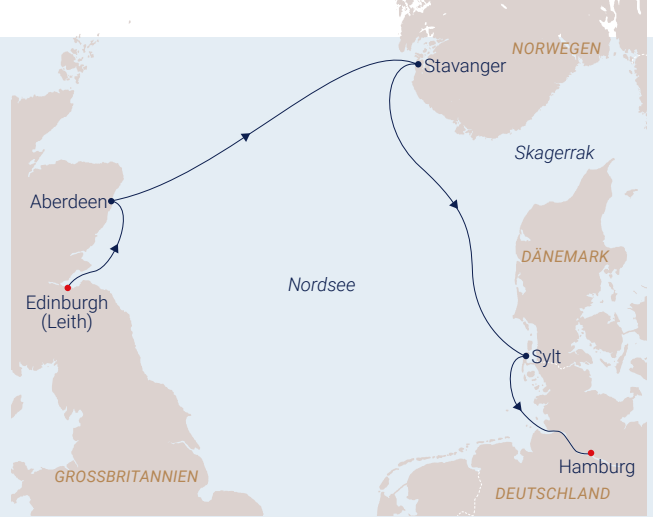 NORWEGEN
Stavanger
Skagerrak
Aberdeen
DÄNEMARK
Nordsee
Edinburgh
(Leith)
Sylt
Hamburg
GROSSBRITANNIEN
DEUTSCHLAND